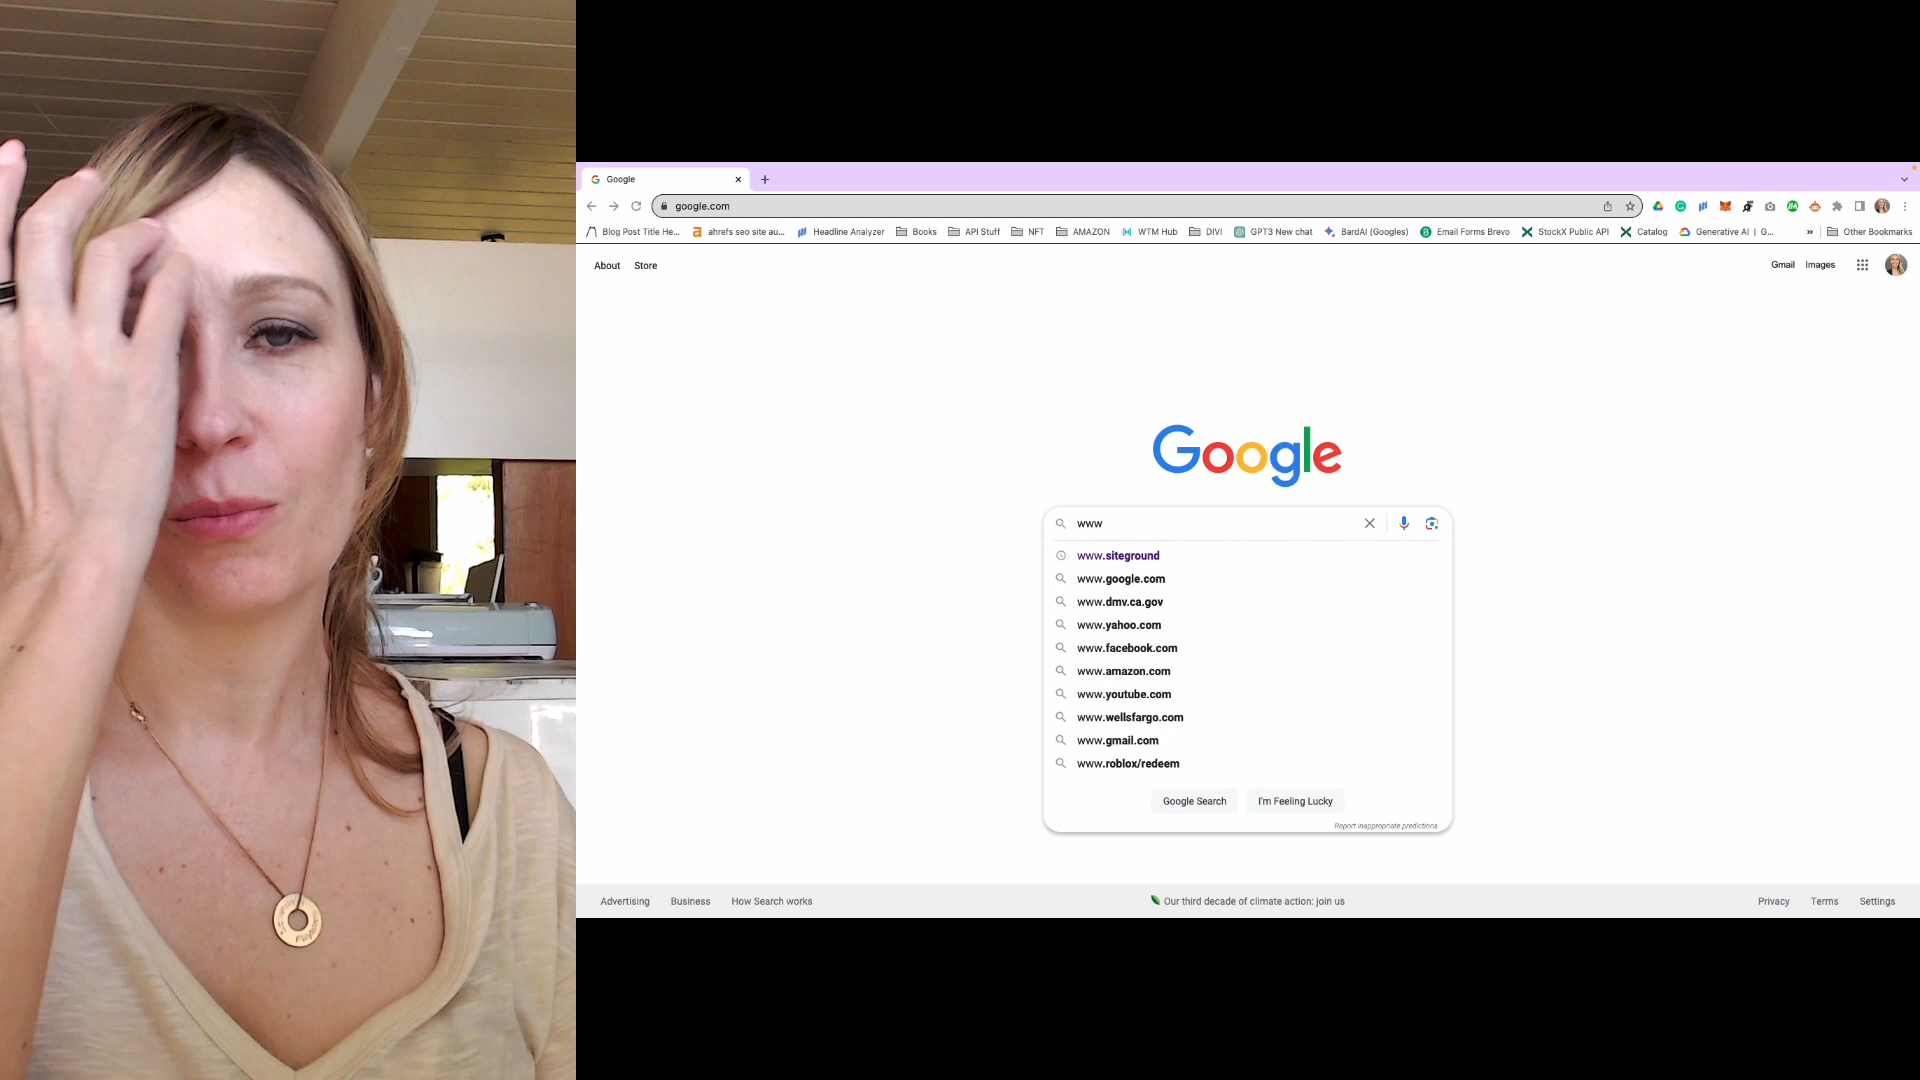 Google
google.com
Blog Post Title He... ahrefs seo site au... Headline Analyzer Books API Stuff NFT AMAZON WTM Hub DIVI GPT3 New chat BardAI (Googles) Email Forms Brevo StockX Public API Catalog Generative AI | G... » Other Bookmarks
About Store Gmail Images
Google
www
www.siteground
www.google.com
www.dmv.ca.gov
www.yahoo.com
www.facebook.com
www.amazon.com
www.youtube.com
www.wellsfargo.com
www.gmail.com
www.roblox/redeem
Google Search I'm Feeling Lucky
Report inappropriate predictions
Advertising Business How Search works Our third decade of climate action: join us Privacy Terms Settings